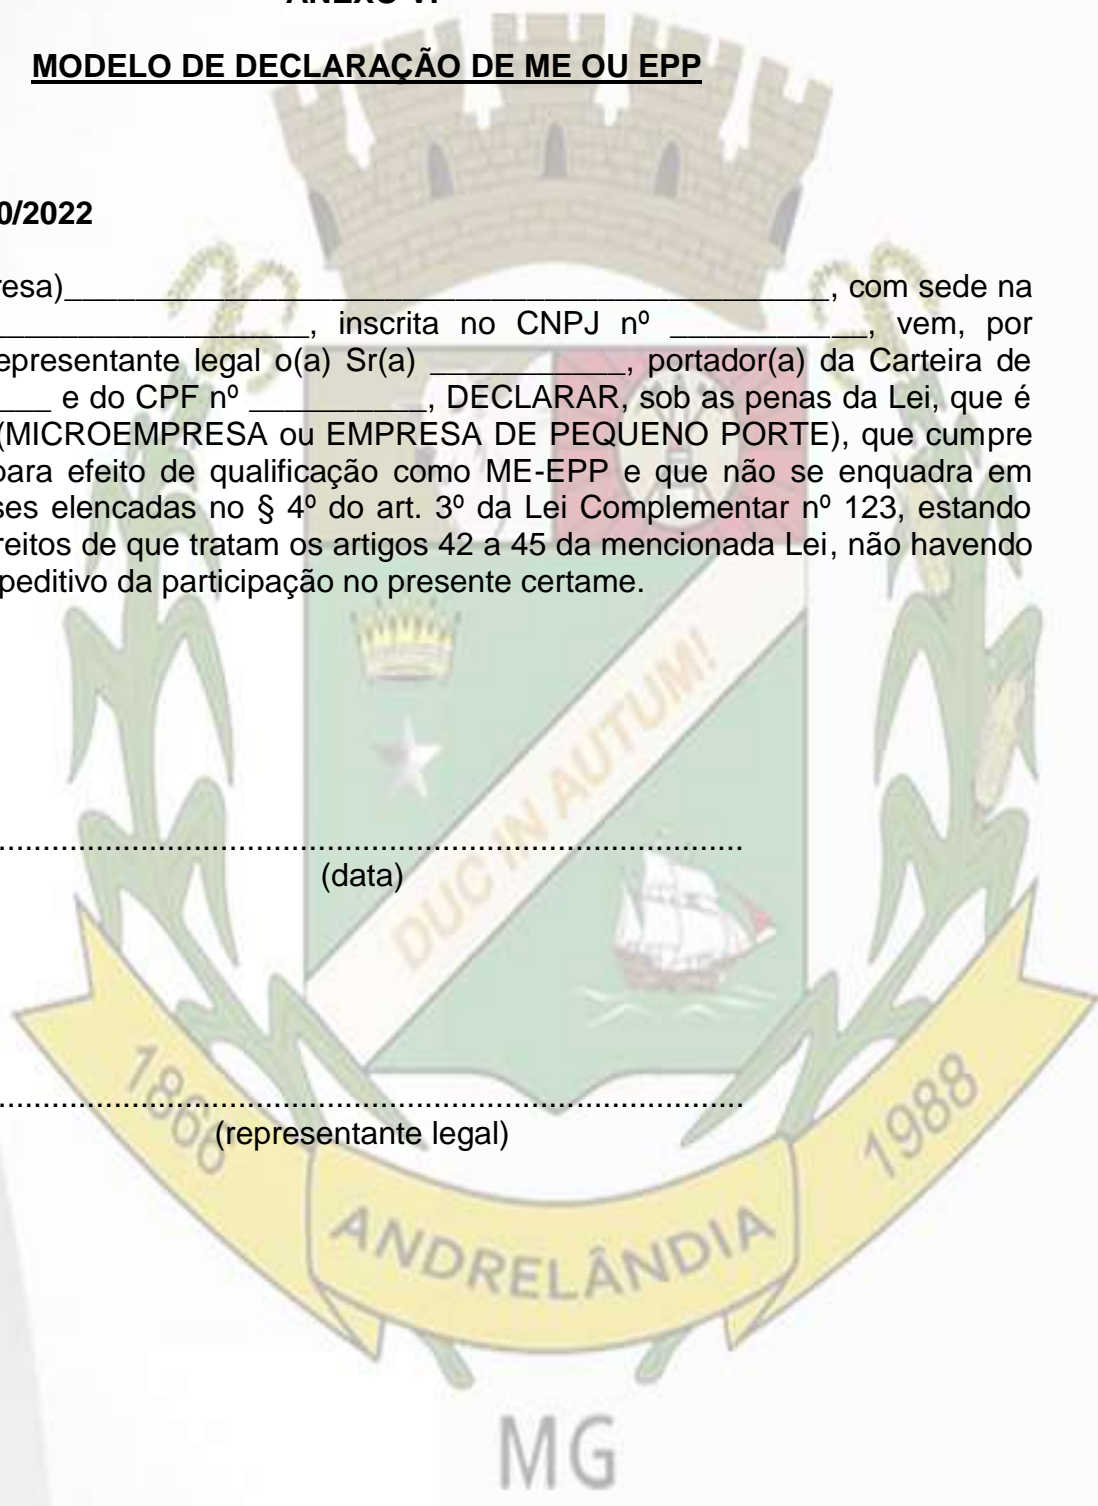 ANEXO VI
MODELO DE DECLARAÇÃO DE ME OU EPP
0/2022
resa)___________________________________________, com sede na
__________________, inscrita no CNPJ nº ___________, vem, por
epresentante legal o(a) Sr(a) ___________, portador(a) da Carteira de
___ e do CPF nº __________, DECLARAR, sob as penas da Lei, que é
(MICROEMPRESA ou EMPRESA DE PEQUENO PORTE), que cumpre
para efeito de qualificação como ME-EPP e que não se enquadra em
ses elencadas no § 4º do art. 3º da Lei Complementar nº 123, estando
reitos de que tratam os artigos 42 a 45 da mencionada Lei, não havendo
peditivo da participação no presente certame.
DUC IN AUTUM!
....................................................................................
(data)
....................................................................................
(representante legal)
1866
1988
ANDRELÂNDIA
MG